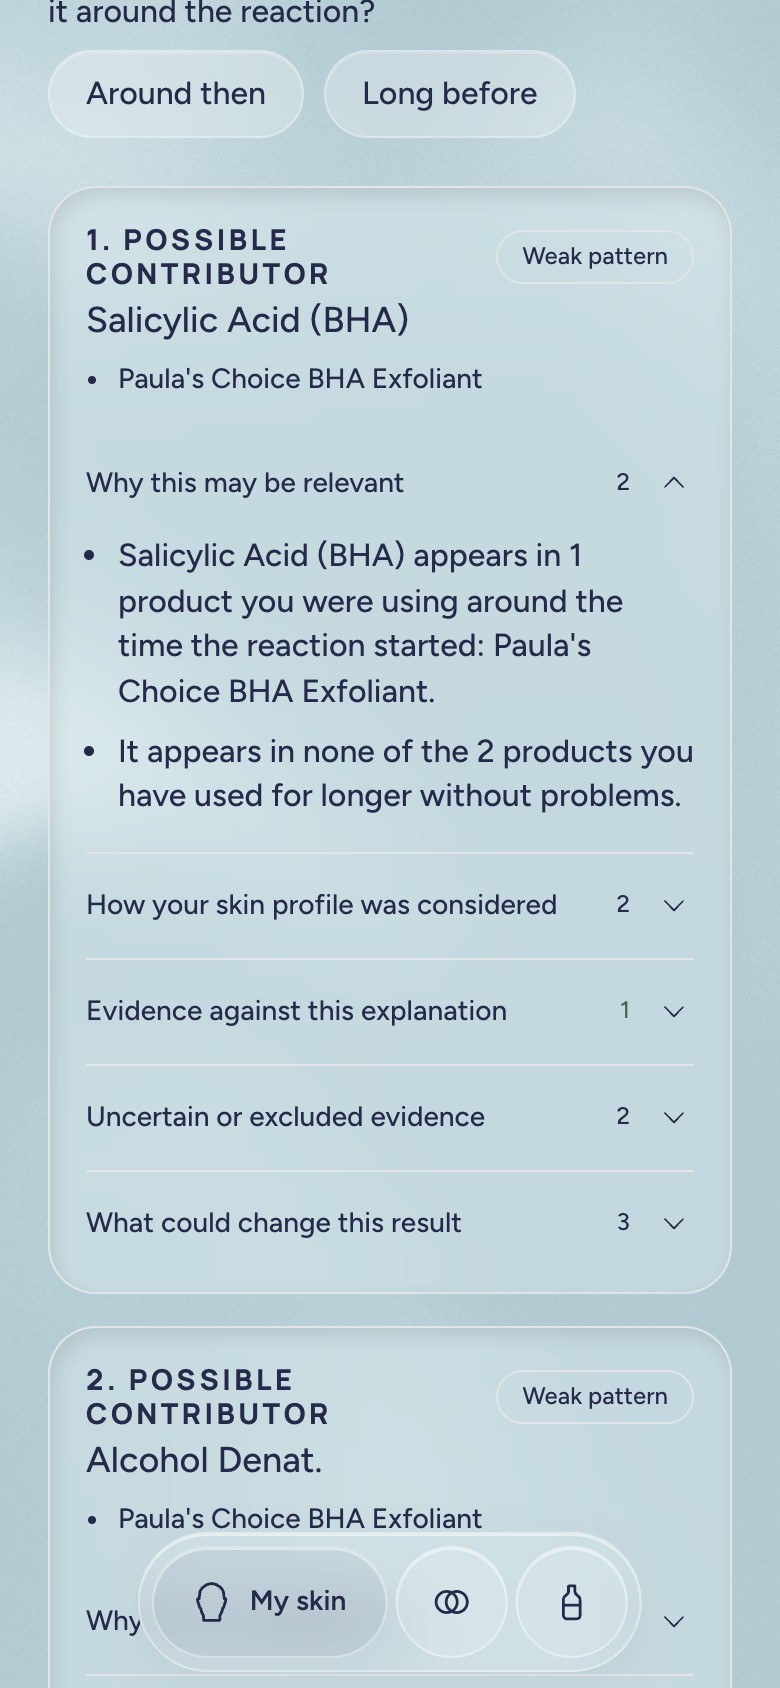 it around the reaction?
Around then
Long before
1. POSSIBLE
CONTRIBUTOR
Weak pattern
Salicylic Acid (BHA)
• Paula's Choice BHA Exfoliant
Why this may be relevant 2
• Salicylic Acid (BHA) appears in 1
product you were using around the
time the reaction started: Paula's
Choice BHA Exfoliant.
• It appears in none of the 2 products you
have used for longer without problems.
How your skin profile was considered 2
Evidence against this explanation 1
Uncertain or excluded evidence 2
What could change this result 3
2. POSSIBLE
CONTRIBUTOR
Weak pattern
Alcohol Denat.
• Paula's Choice BHA Exfoliant
Why
My skin